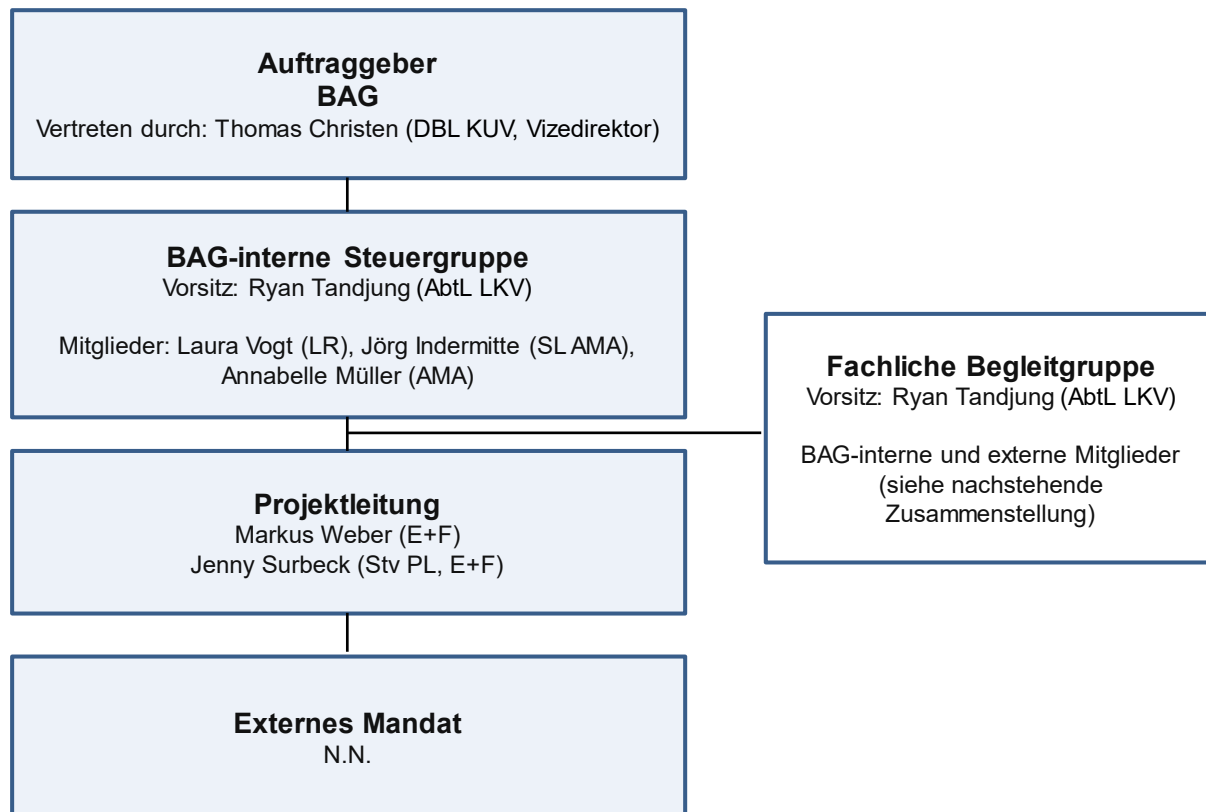 Auftraggeber
BAG
Vertreten durch: Thomas Christen (DBL KUV, Vizedirektor)
BAG-interne Steuergruppe
Vorsitz: Ryan Tandjung (AbtL LKV)
Mitglieder: Laura Vogt (LR), Jörg Indermitte (SL AMA),
Annabelle Müller (AMA)
Fachliche Begleitgruppe
Vorsitz: Ryan Tandjung (AbtL LKV)
BAG-interne und externe Mitglieder
(siehe nachstehende
Zusammenstellung)
Projektleitung
Markus Weber (E+F)
Jenny Surbeck (Stv PL, E+F)
Externes Mandat
N.N.